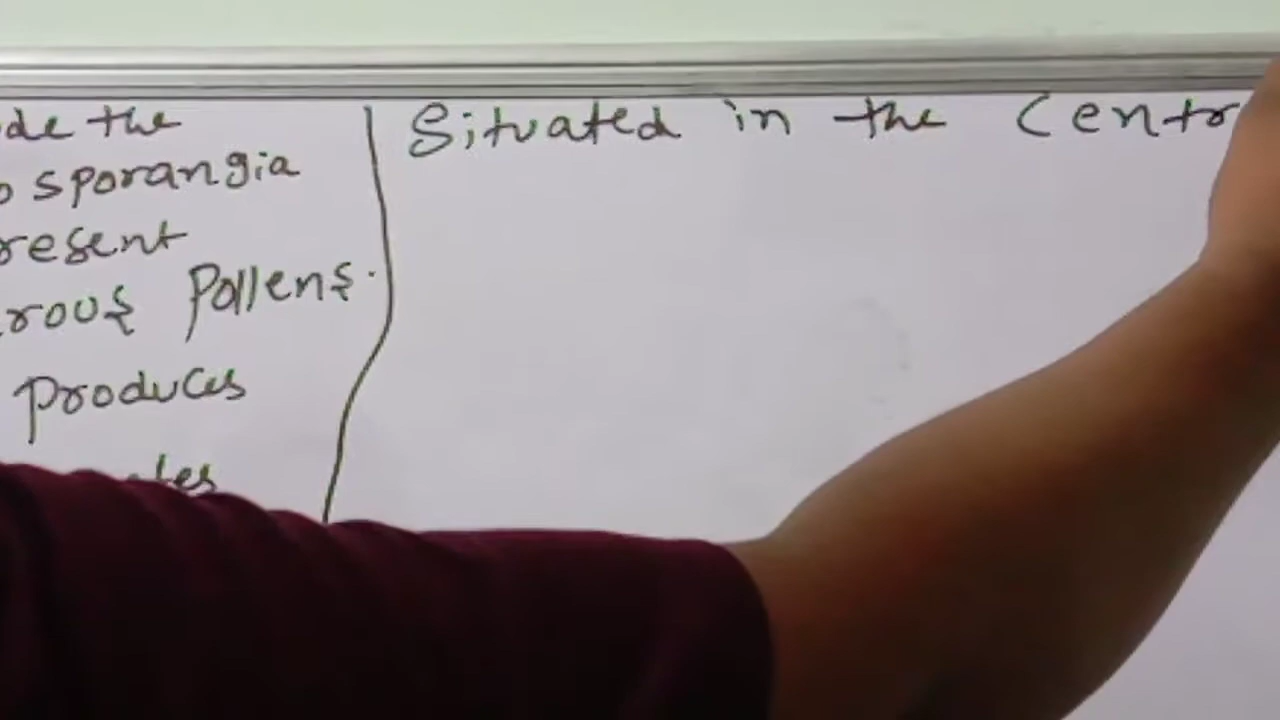 de the
sporangia
resent
rous Pollens.
Produces
Situated in the Centr